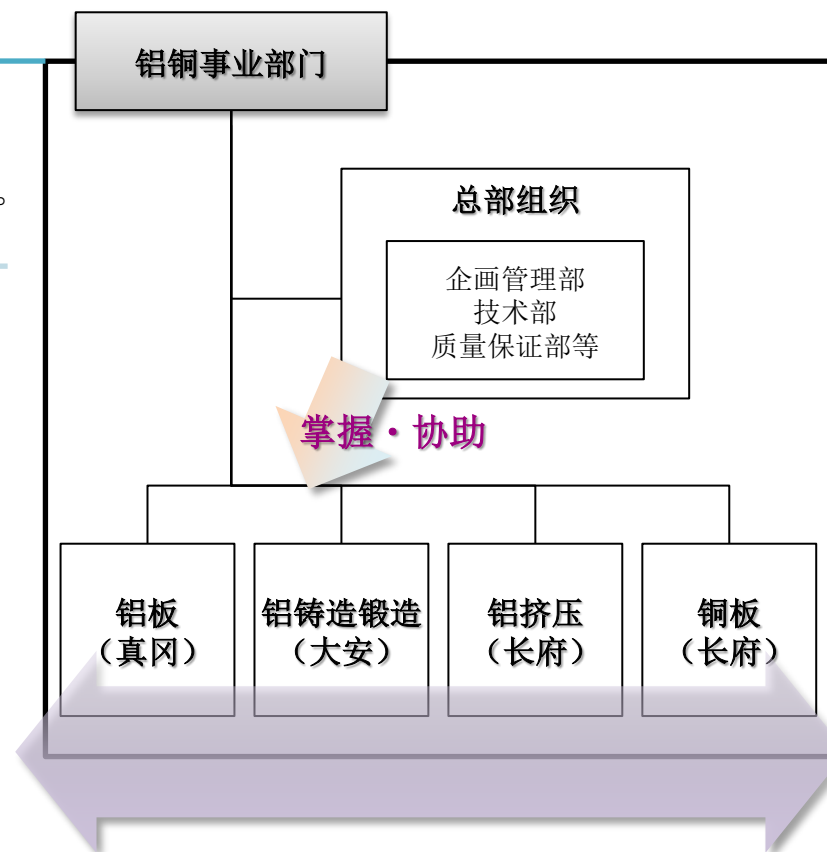 铝铜事业部门
。
总部组织
企画管理部
技术部
质量保证部等
掌握・协助
铝板
（真冈）
铝铸造锻造
（大安）
铝挤压
（长府）
铜板
（长府）